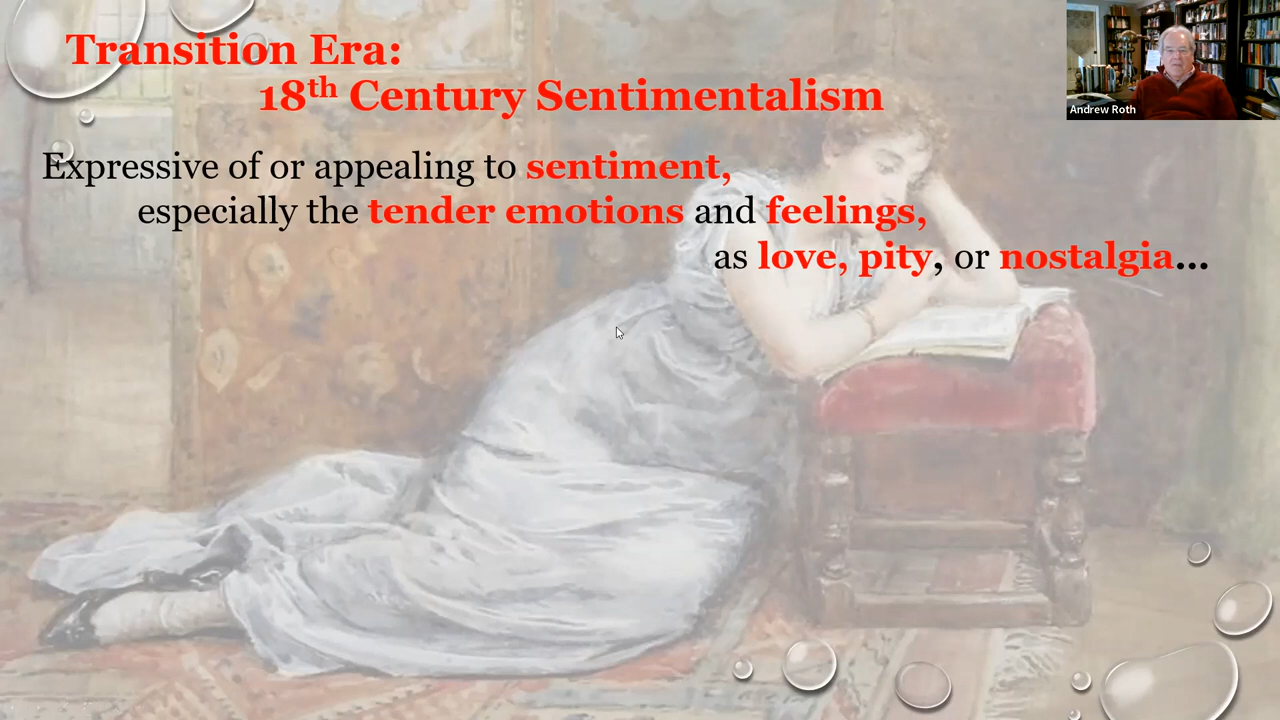 Transition Era:
18th Century Sentimentalism
Andrew Roth
Expressive of or appealing to sentiment,
especially the tender emotions and feelings,
as love, pity, or nostalgia...